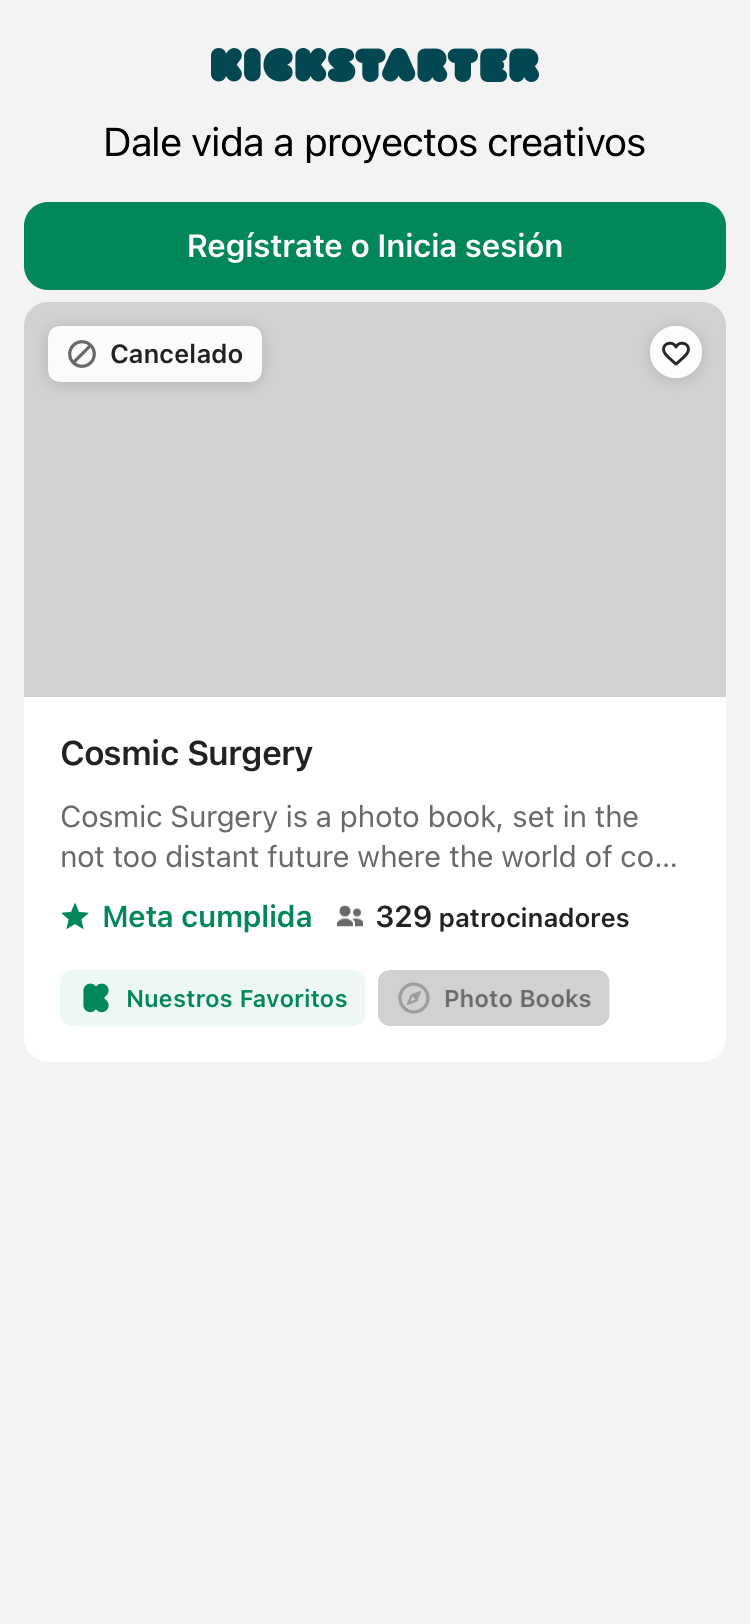 KICKSTARTER
Dale vida a proyectos creativos
Regístrate o Inicia sesión
Cancelado
Cosmic Surgery
Cosmic Surgery is a photo book, set in the
not too distant future where the world of co...
Meta cumplida 329 patrocinadores
Nuestros Favoritos Photo Books